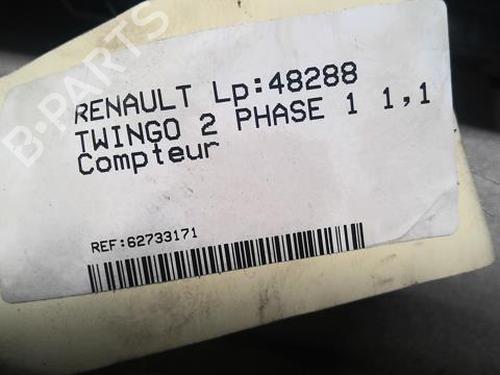 RENAULT Lp:48288
TWINGO 2 PHASE 1 1,1
Compteur
REF:62733171
B-PARTS